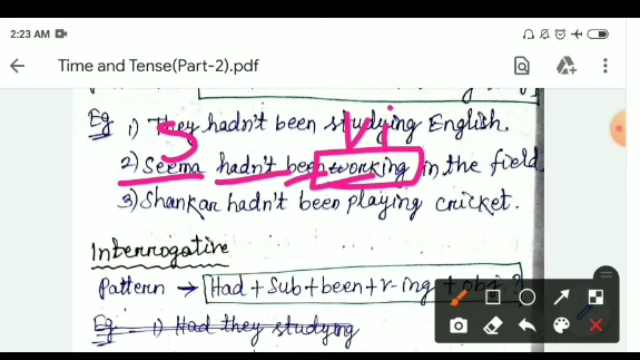 2:23 AM
Time and Tense(Part-2).pdf
Eg 1) They hadn't been studying English.
S Vi
2) Seema hadn't been working in the field
3) Shankar hadn't been playing cricket.
Interrogative
Pattern → Had + Sub + been + v-ing + obj ?
Eg 1) Had they studying